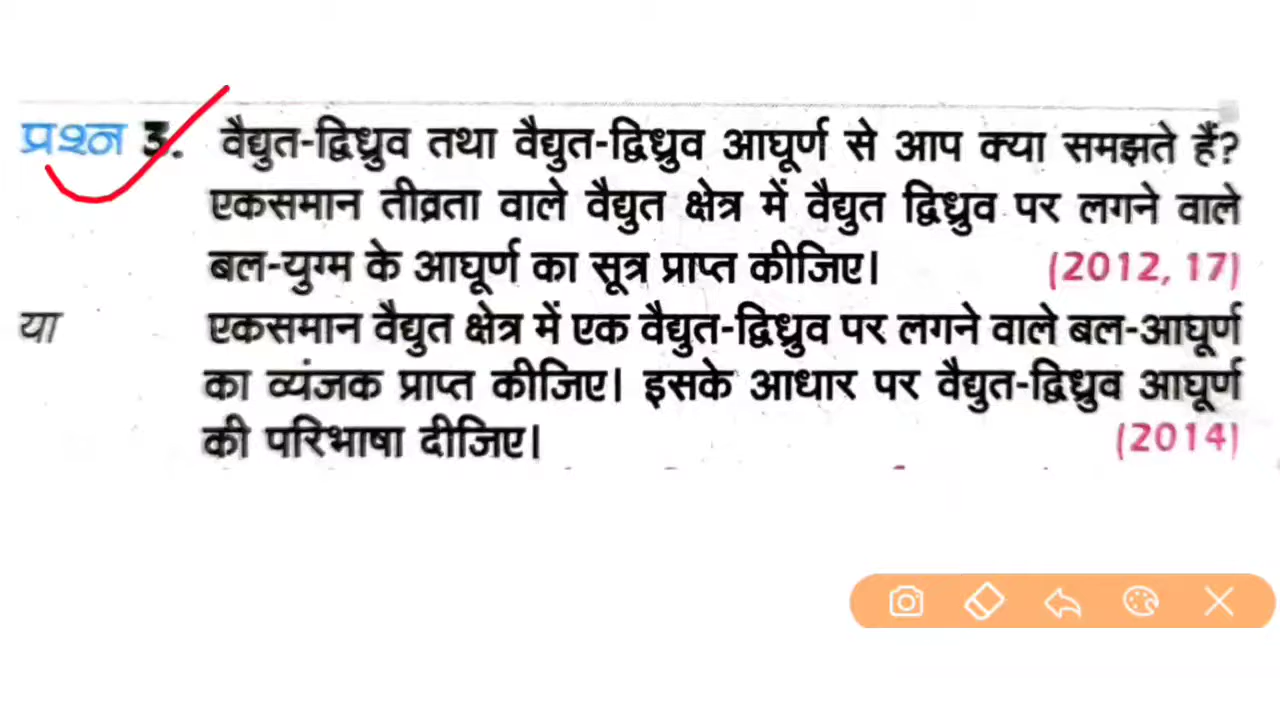 प्रश्न 3. वैद्युत-द्विध्रुव तथा वैद्युत-द्विध्रुव आघूर्ण से आप क्या समझते हैं?
एकसमान तीव्रता वाले वैद्युत क्षेत्र में वैद्युत द्विध्रुव पर लगने वाले
बल-युग्म के आघूर्ण का सूत्र प्राप्त कीजिए। (2012, 17)
या एकसमान वैद्युत क्षेत्र में एक वैद्युत-द्विध्रुव पर लगने वाले बल-आघूर्ण
का व्यंजक प्राप्त कीजिए। इसके आधार पर वैद्युत-द्विध्रुव आघूर्ण
की परिभाषा दीजिए। (2014)